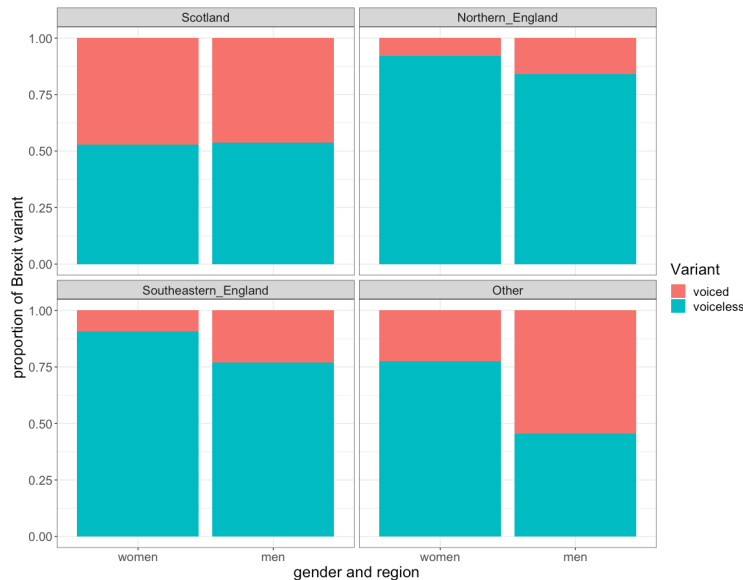 Scotland
Northern_England
1.00
0.75
0.50
0.25
0.00
Southeastern_England
Other
1.00
0.75
0.50
0.25
0.00
women
men
women
men
gender and region
proportion of Brexit variant
Variant
voiced
voiceless